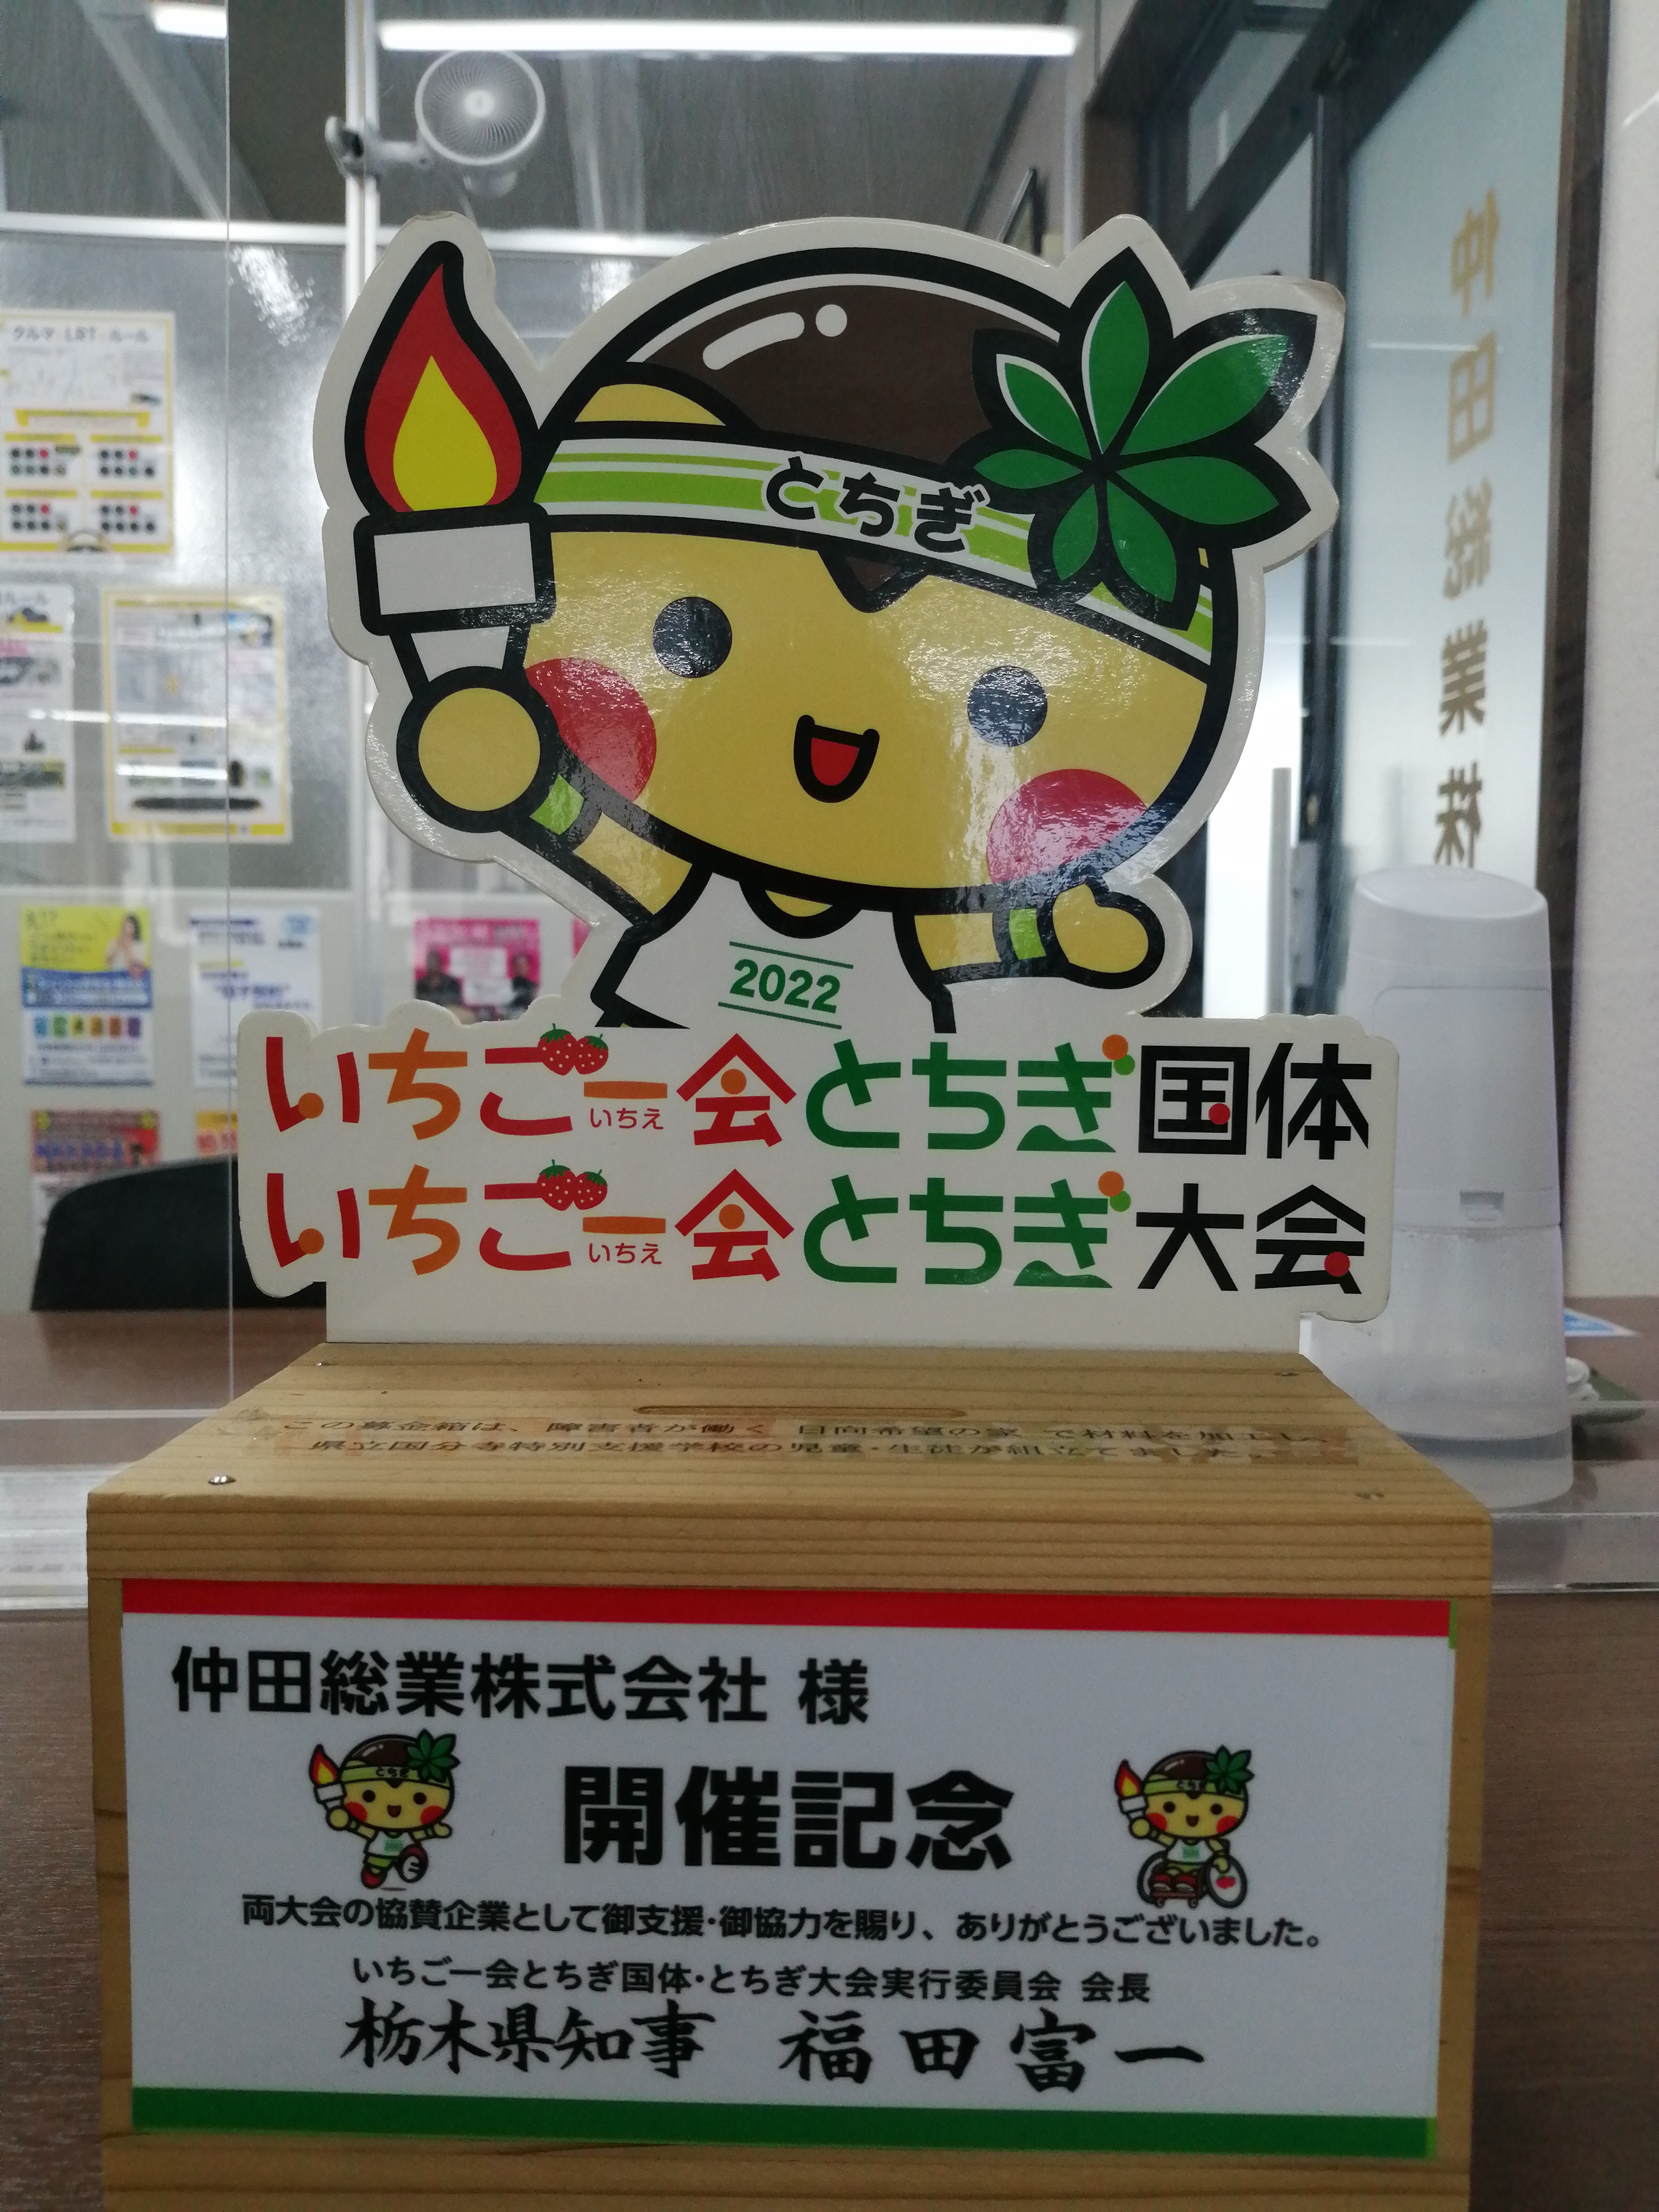 仲田総業株
とちぎ
2022
いちご一会とちぎ国体
いちえ
いちご一会とちぎ大会
いちえ
この募金箱は、障害者が働く 日向希望の家 で材料を加工し、
県立国分寺特別支援学校の児童・生徒が組立てました。
仲田総業株式会社 様
開催記念
両大会の協賛企業として御支援・御協力を賜り、ありがとうございました。
いちご一会とちぎ国体・とちぎ大会実行委員会 会長
栃木県知事 福田富一